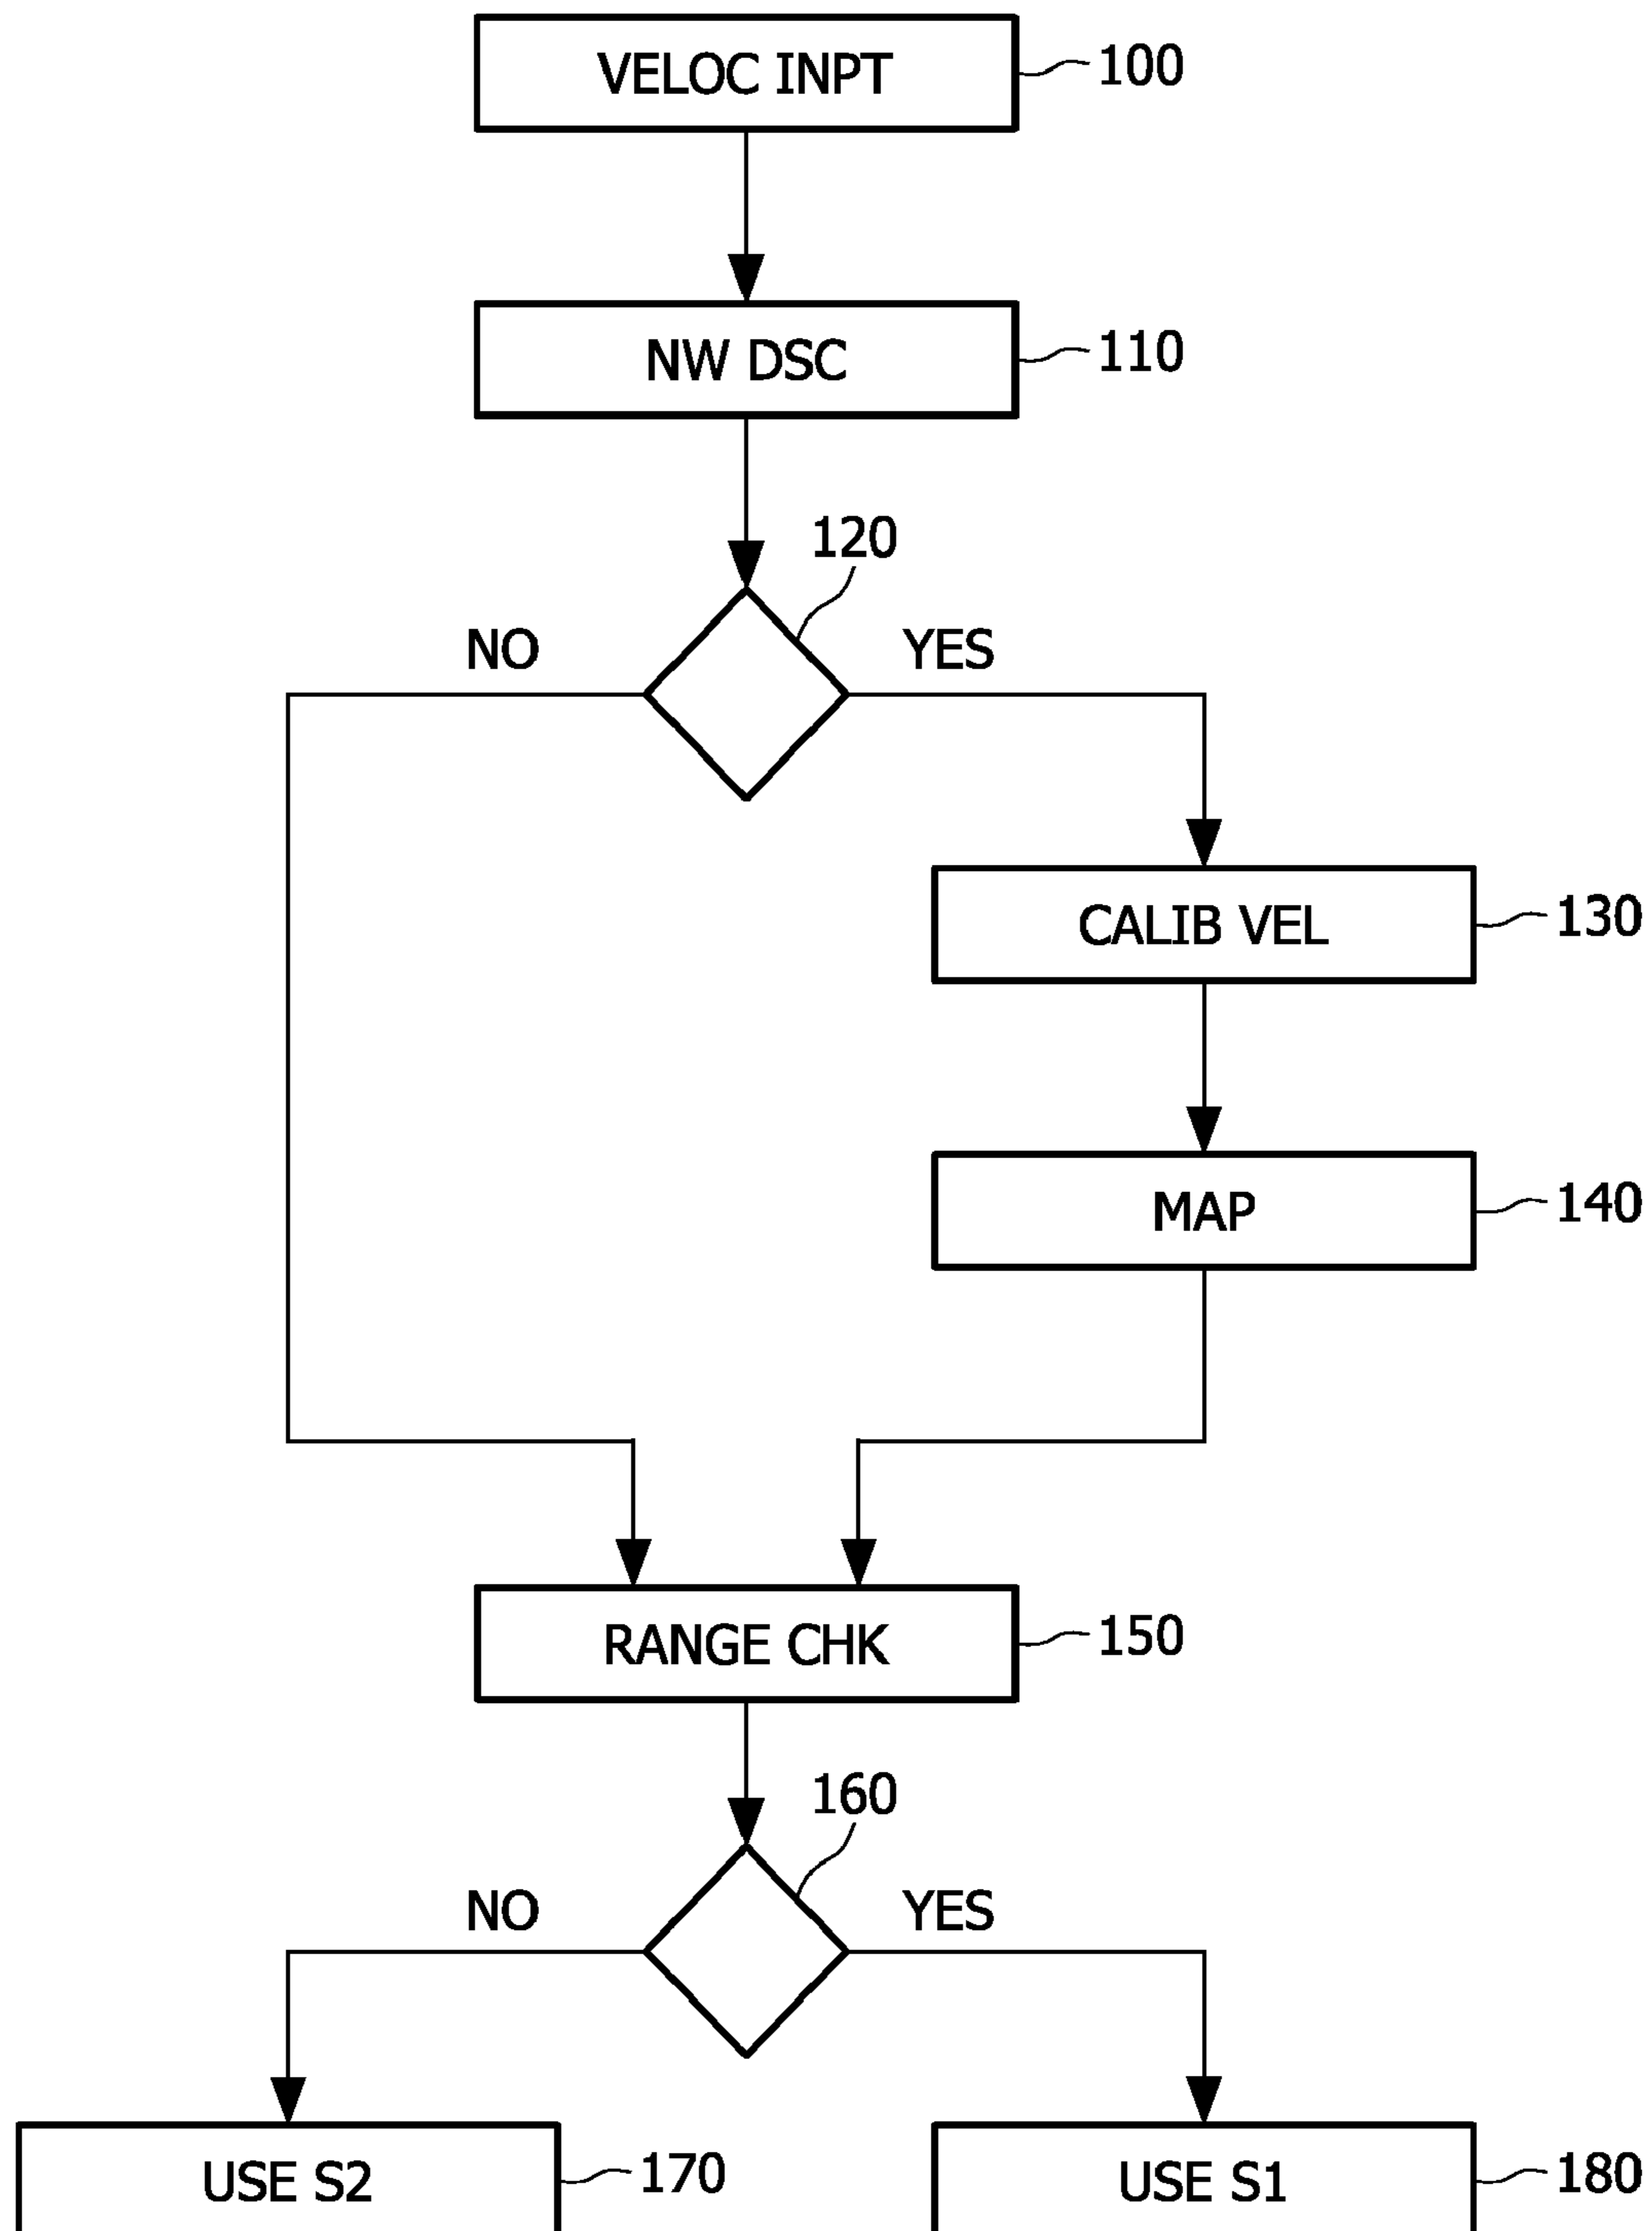 VELOC INPT
100
NW DSC
110
120
NO
YES
CALIB VEL
130
MAP
140
RANGE CHK
150
160
NO
YES
USE S2
170
USE S1
180